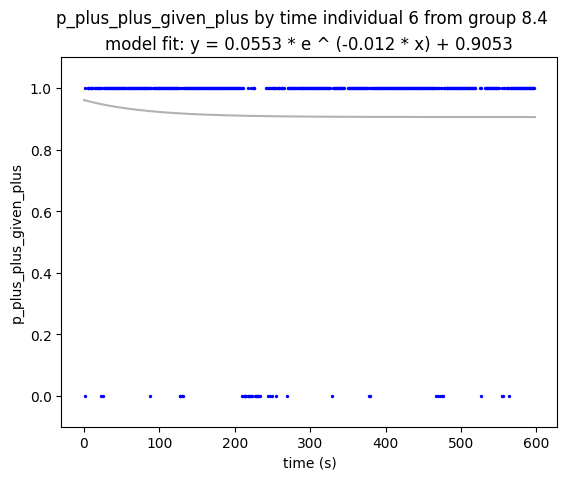 p_plus_plus_given_plus by time individual 6 from group 8.4
model fit: y = 0.0553 * e ^ (-0.012 * x) + 0.9053
p_plus_plus_given_plus
1.0
0.8
0.6
0.4
0.2
0.0
0 100 200 300 400 500 600
time (s)